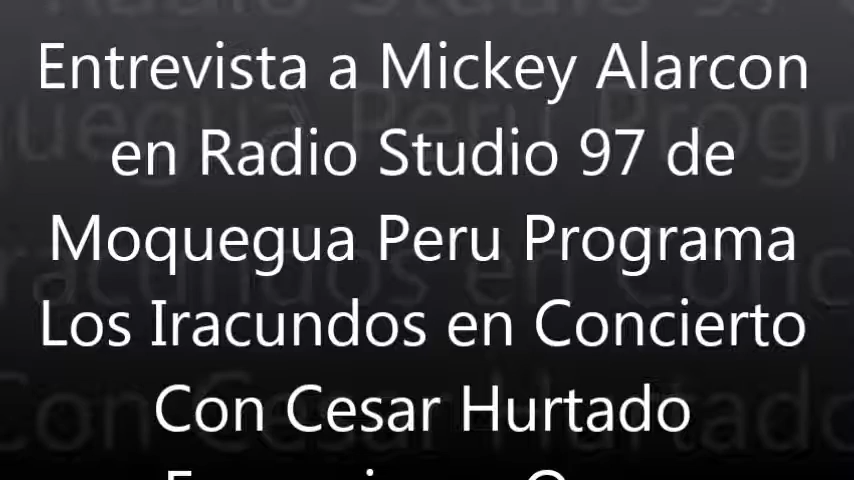 Entrevista a Mickey Alarcon
en Radio Studio 97 de
Moquegua Peru Programa
Los Iracundos en Concierto
Con Cesar Hurtado